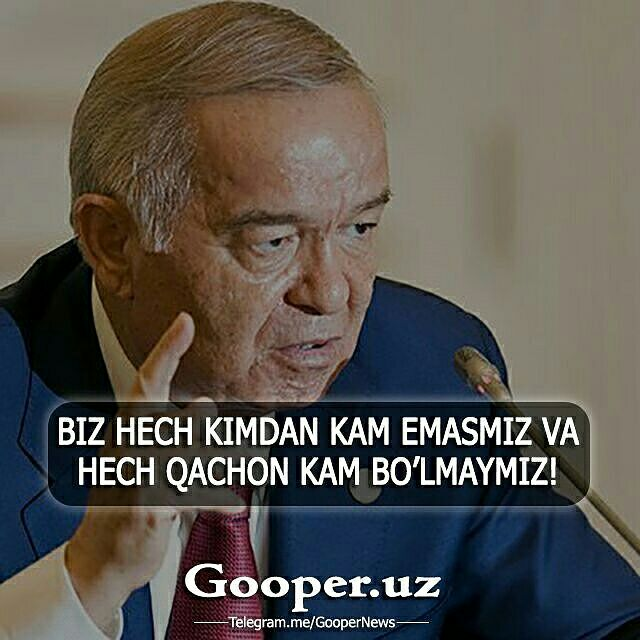 BIZ HECH KIMDAN KAM EMASMIZ VA
HECH QACHON KAM BO'LMAYMIZ!
Gooper.uz
Telegram.me/GooperNews